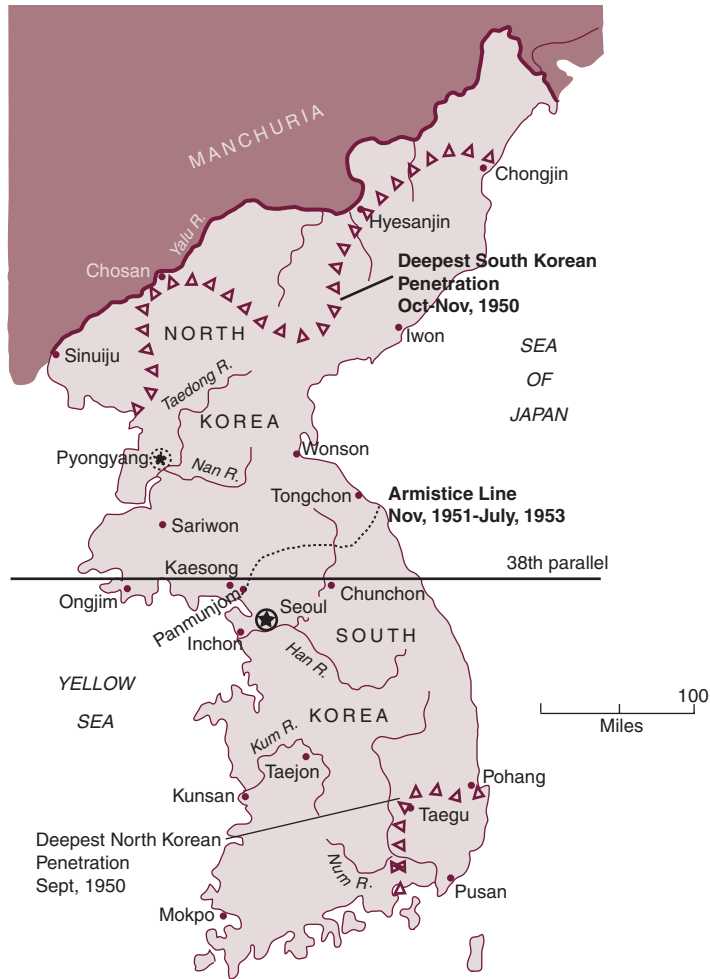 MANCHURIA
Chongjin
Hyesanjin
Yalu R.
Chosan
Deepest South Korean
Penetration
Oct-Nov, 1950
NORTH
Iwon
Sinuiju
SEA
OF
JAPAN
Taedong R.
KOREA
Wonson
Pyongyang
Nan R.
Tongchon
Armistice Line
Nov, 1951-July, 1953
Sariwon
38th parallel
Kaesong
Ongjim
Panmunjom
Chunchon
Seoul
Inchon
SOUTH
Han R.
YELLOW
SEA
KOREA
100
Miles
Kum R.
Taejon
Pohang
Kunsan
Taegu
Deepest North Korean
Penetration
Sept, 1950
Num R.
Pusan
Mokpo